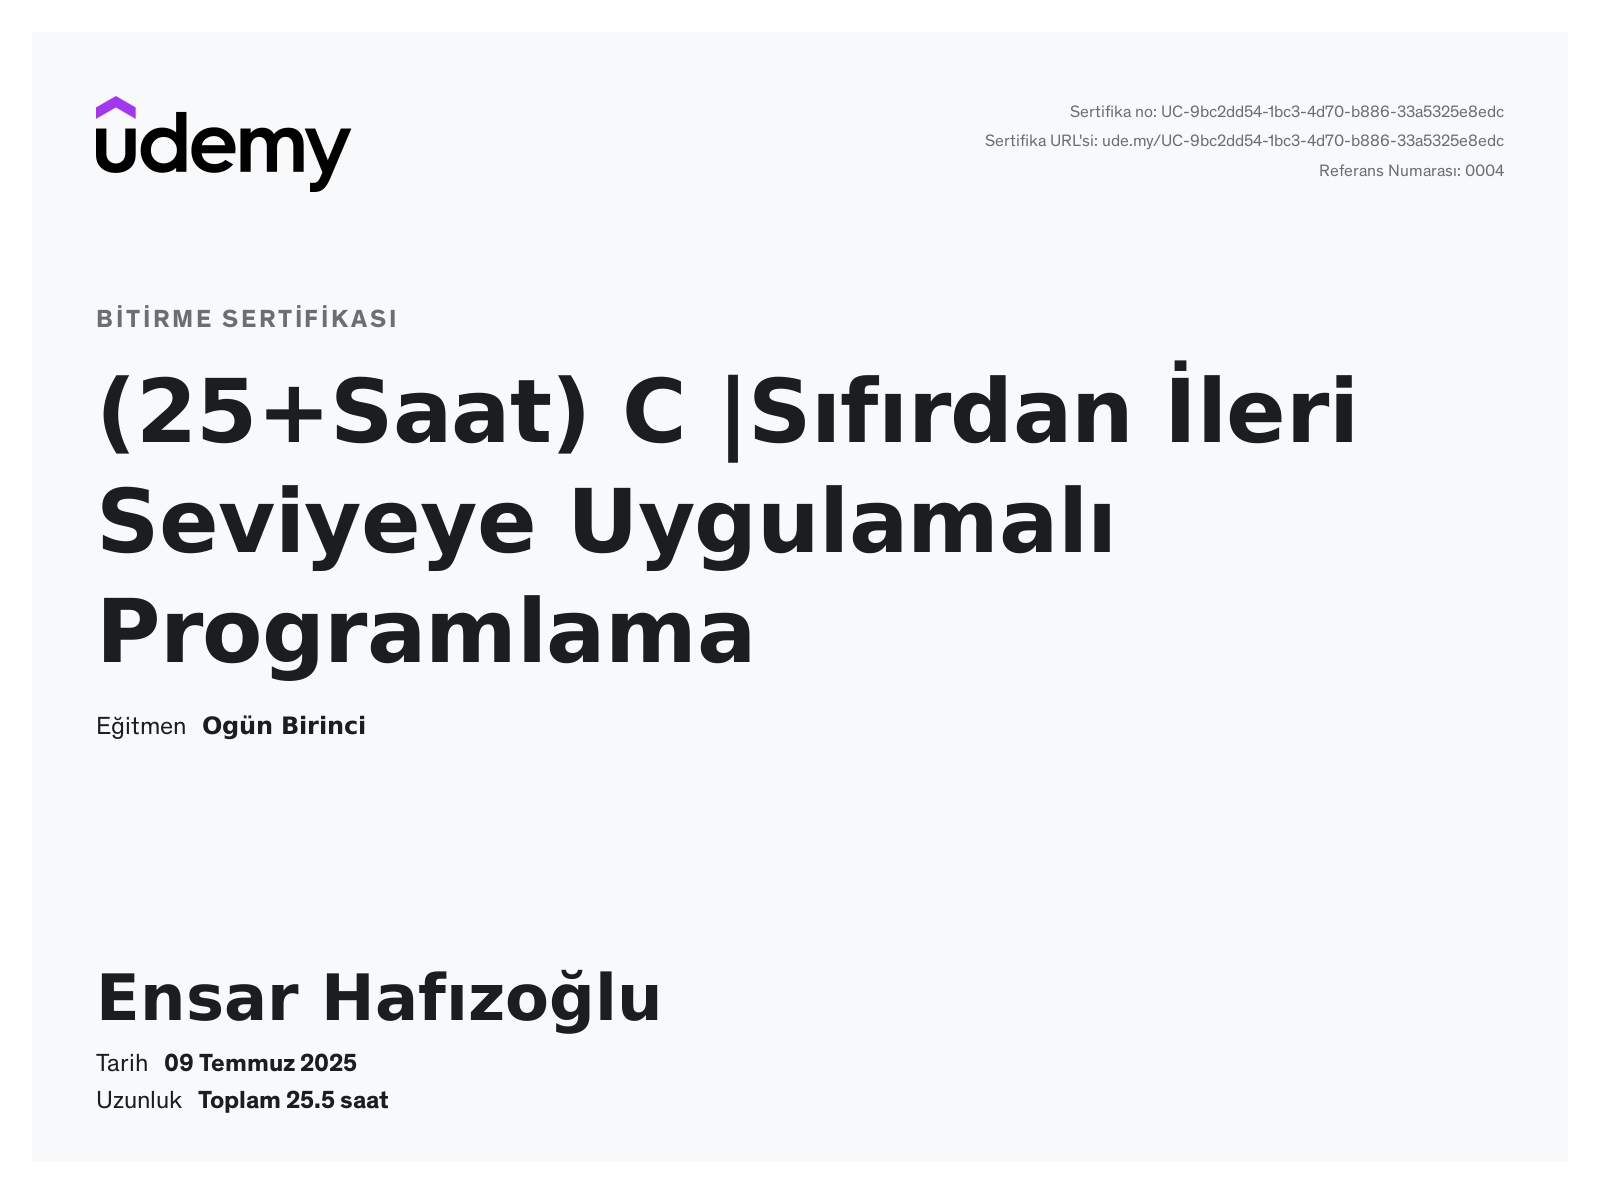 udemy
Sertifika no: UC-9bc2dd54-1bc3-4d70-b886-33a5325e8edc
Sertifika URL'si: ude.my/UC-9bc2dd54-1bc3-4d70-b886-33a5325e8edc
Referans Numarası: 0004
BİTİRME SERTİFİKASI
(25+Saat) C |Sıfırdan İleri
Seviyeye Uygulamalı
Programlama
Eğitmen Ogün Birinci
Ensar Hafızoğlu
Tarih 09 Temmuz 2025
Uzunluk Toplam 25.5 saat